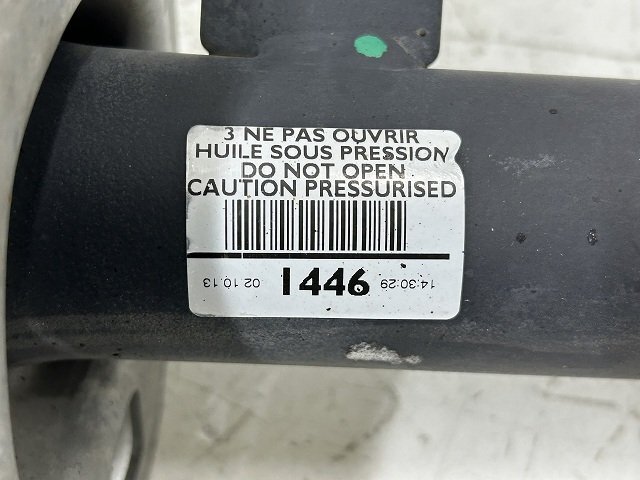 3 NE PAS OUVRIR
HUILE SOUS PRESSION
DO NOT OPEN
CAUTION PRESSURISED
02.10.13 1446 14:30:29